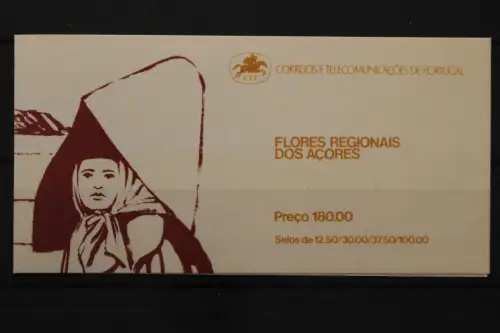 CTT
CORREIOS E TELECOMUNICAÇÕES DE PORTUGAL
FLORES REGIONAIS
DOS AÇORES
Preço 180.00
Selos de 12.50/30.00/37.50/100.00